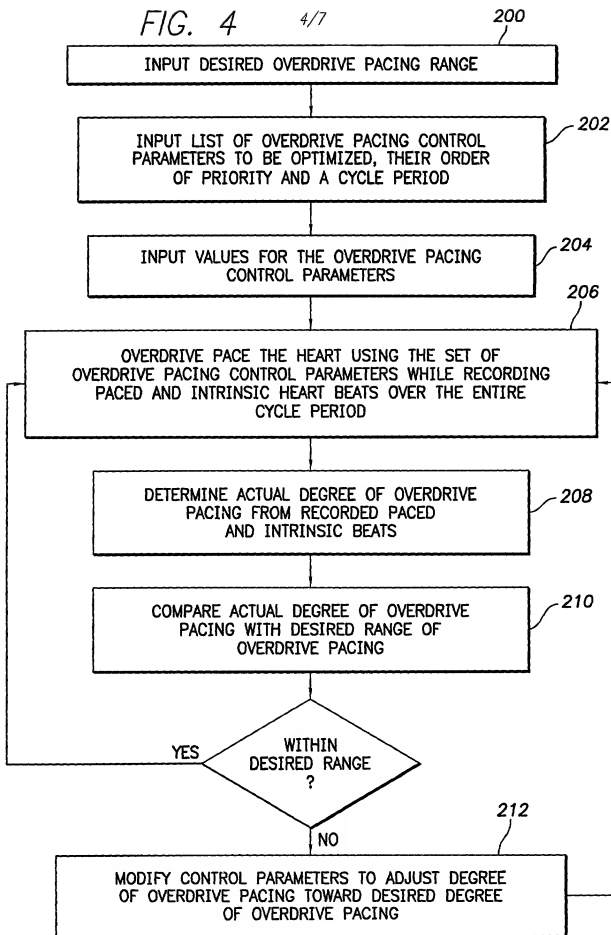 FIG. 4
4/7
200
INPUT DESIRED OVERDRIVE PACING RANGE
202
INPUT LIST OF OVERDRIVE PACING CONTROL
PARAMETERS TO BE OPTIMIZED, THEIR ORDER
OF PRIORITY AND A CYCLE PERIOD
204
INPUT VALUES FOR THE OVERDRIVE PACING
CONTROL PARAMETERS
206
OVERDRIVE PACE THE HEART USING THE SET OF
OVERDRIVE PACING CONTROL PARAMETERS WHILE RECORDING
PACED AND INTRINSIC HEART BEATS OVER THE ENTIRE
CYCLE PERIOD
DETERMINE ACTUAL DEGREE OF OVERDRIVE
PACING FROM RECORDED PACED
AND INTRINSIC BEATS
208
COMPARE ACTUAL DEGREE OF OVERDRIVE
PACING WITH DESIRED RANGE OF
OVERDRIVE PACING
210
YES
WITHIN
DESIRED RANGE
?
NO
212
MODIFY CONTROL PARAMETERS TO ADJUST DEGREE
OF OVERDRIVE PACING TOWARD DESIRED DEGREE
OF OVERDRIVE PACING